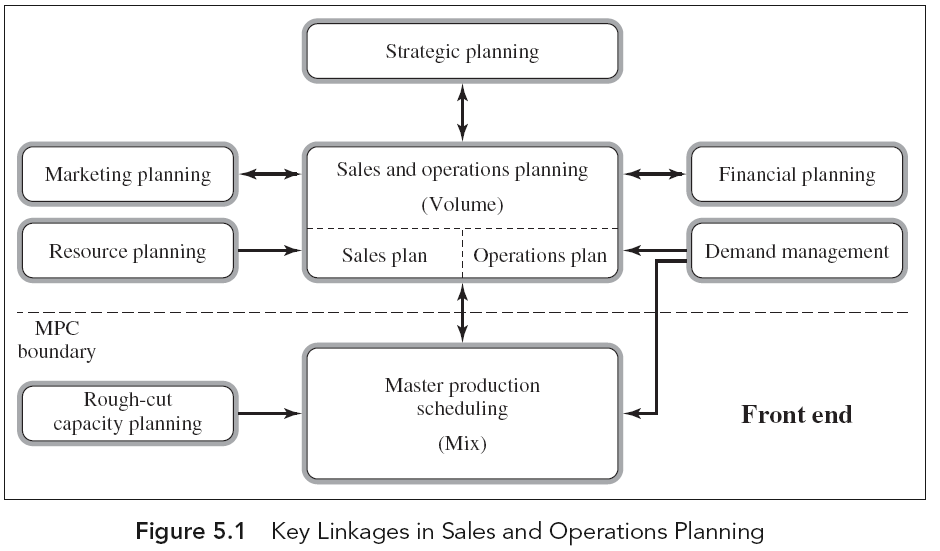 Strategic planning
Marketing planning
Sales and operations planning
(Volume)
Financial planning
Resource planning
Sales plan
Operations plan
Demand management
MPC
boundary
Rough-cut
capacity planning
Master production
scheduling
(Mix)
Front end
Figure 5.1 Key Linkages in Sales and Operations Planning